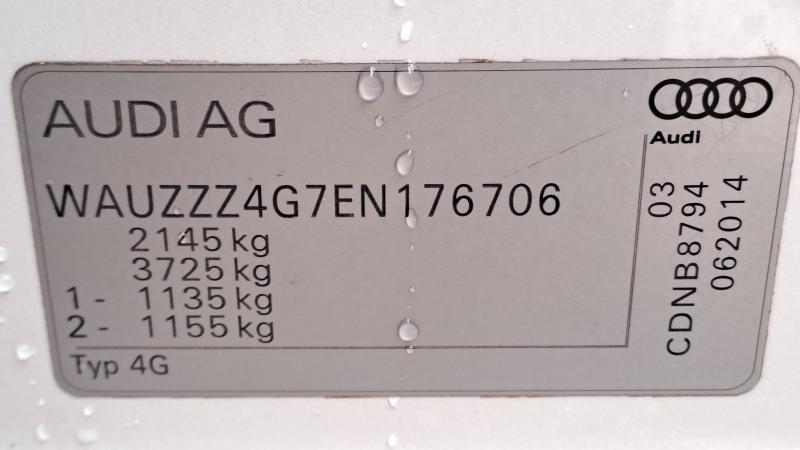 AUDI AG
Audi
WAUZZZ4G7EN176706
2145 kg
3725 kg
1 - 1135 kg
2 - 1155 kg
Typ 4G
03
CDNB8794
062014